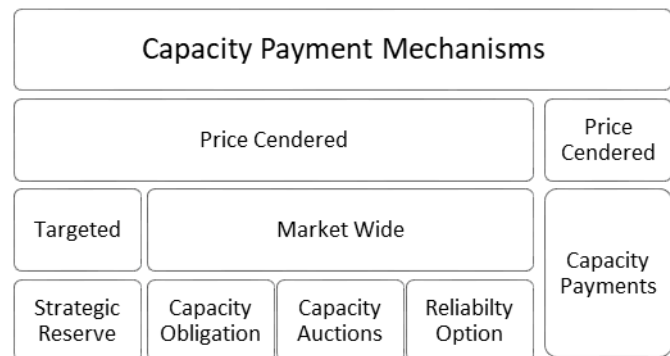 Capacity Payment Mechanisms
Price Cendered
Price
Cendered
Targeted
Market Wide
Capacity
Payments
Strategic
Reserve
Capacity
Obligation
Capacity
Auctions
Reliabilty
Option